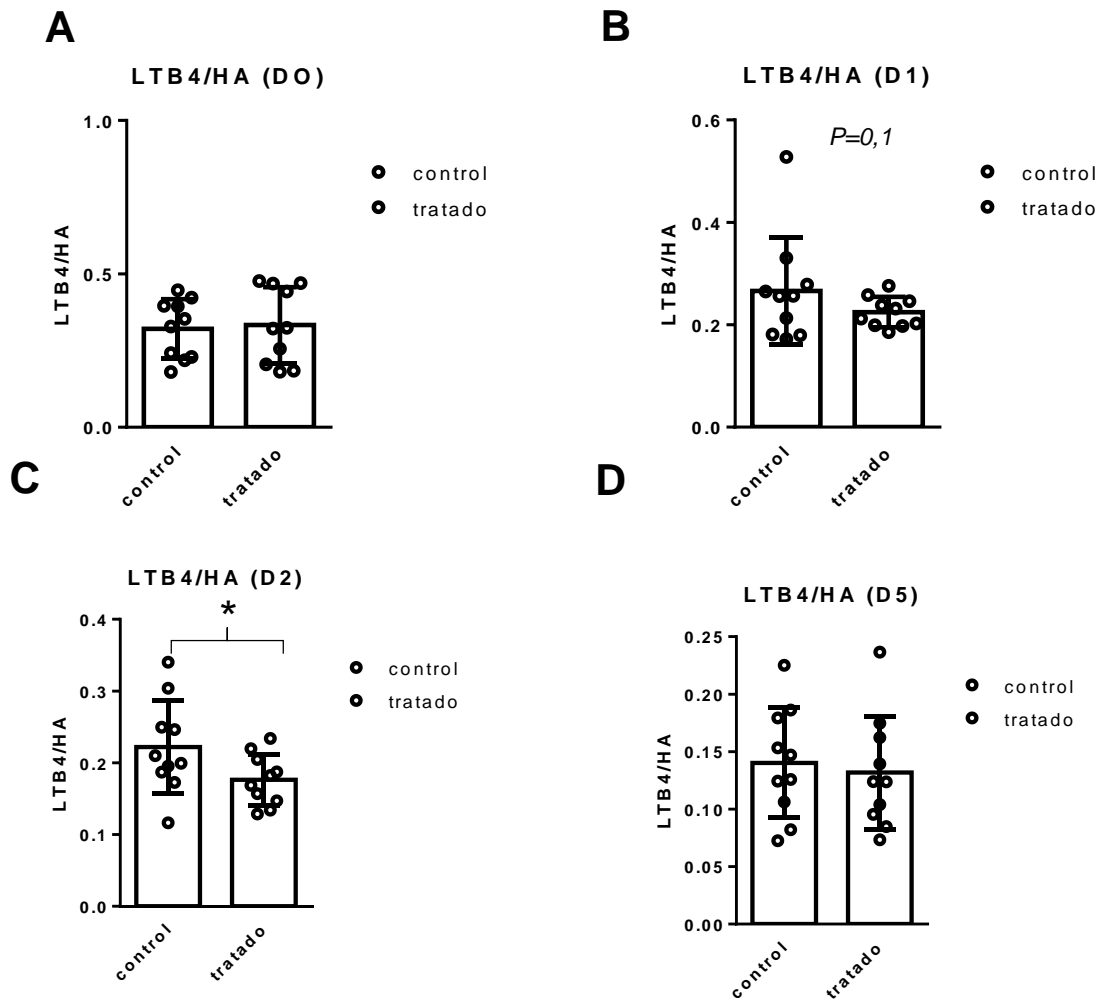 A
LTB4/HA (DO)
1.0
0.5
0.0
LTB4/HA
control
tratado
control
tratado
B
LTB4/HA (D1)
P=0,1
0.6
0.4
0.2
0.0
LTB4/HA
control
tratado
control
tratado
C
LTB4/HA (D2)
*
0.4
0.3
0.2
0.1
0.0
LTB4/HA
control
tratado
control
tratado
D
LTB4/HA (D5)
0.25
0.20
0.15
0.10
0.05
0.00
LTB4/HA
control
tratado
control
tratado